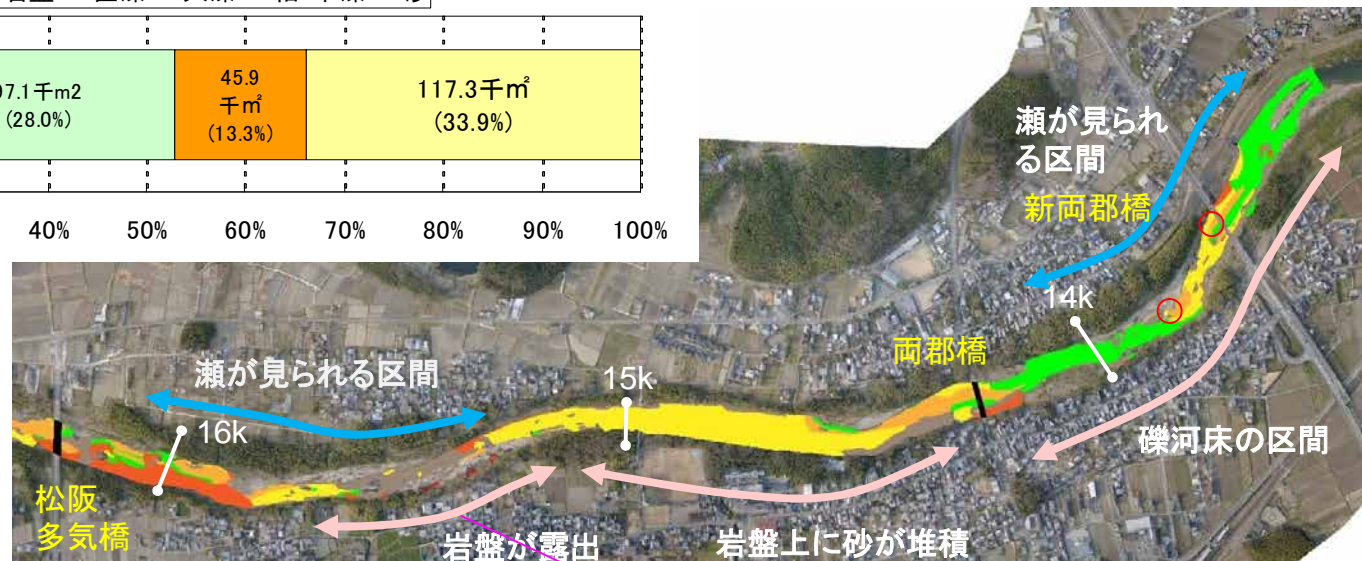 97.1千m2
(28.0%)
45.9
千㎡
(13.3%)
117.3千㎡
(33.9%)
40% 50% 60% 70% 80% 90% 100%
瀬が見られ
る区間
新両郡橋
14k
両郡橋
瀬が見られる区間
15k
16k
礫河床の区間
松阪
多気橋
岩盤が露出
岩盤上に砂が堆積